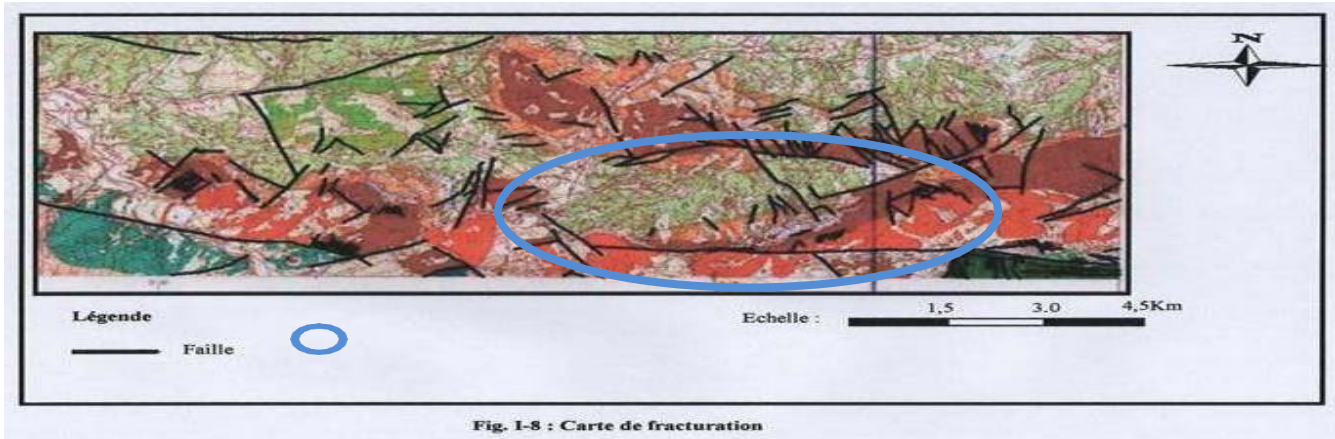 N
Légende
Faille
Echelle : 1,5 3.0 4,5Km
Fig. I-8 : Carte de fracturation